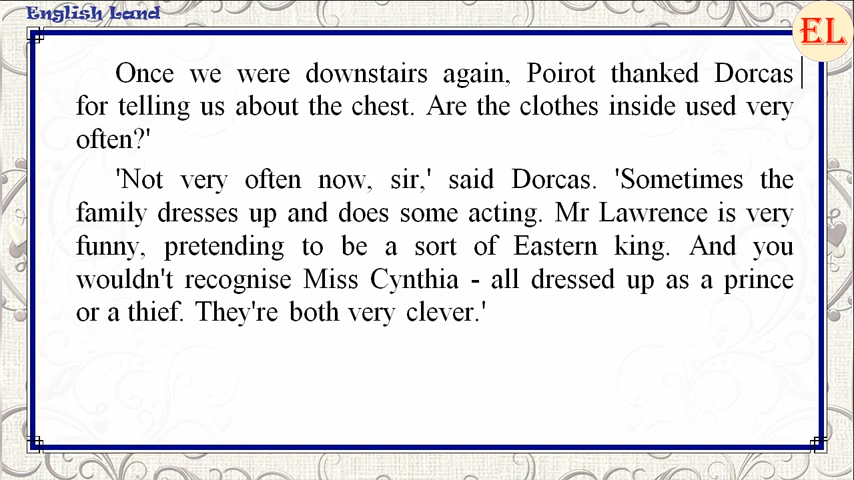 English Land
EL
Once we were downstairs again, Poirot thanked Dorcas
for telling us about the chest. Are the clothes inside used very
often?'
'Not very often now, sir,' said Dorcas. 'Sometimes the
family dresses up and does some acting. Mr Lawrence is very
funny, pretending to be a sort of Eastern king. And you
wouldn't recognise Miss Cynthia - all dressed up as a prince
or a thief. They're both very clever.'